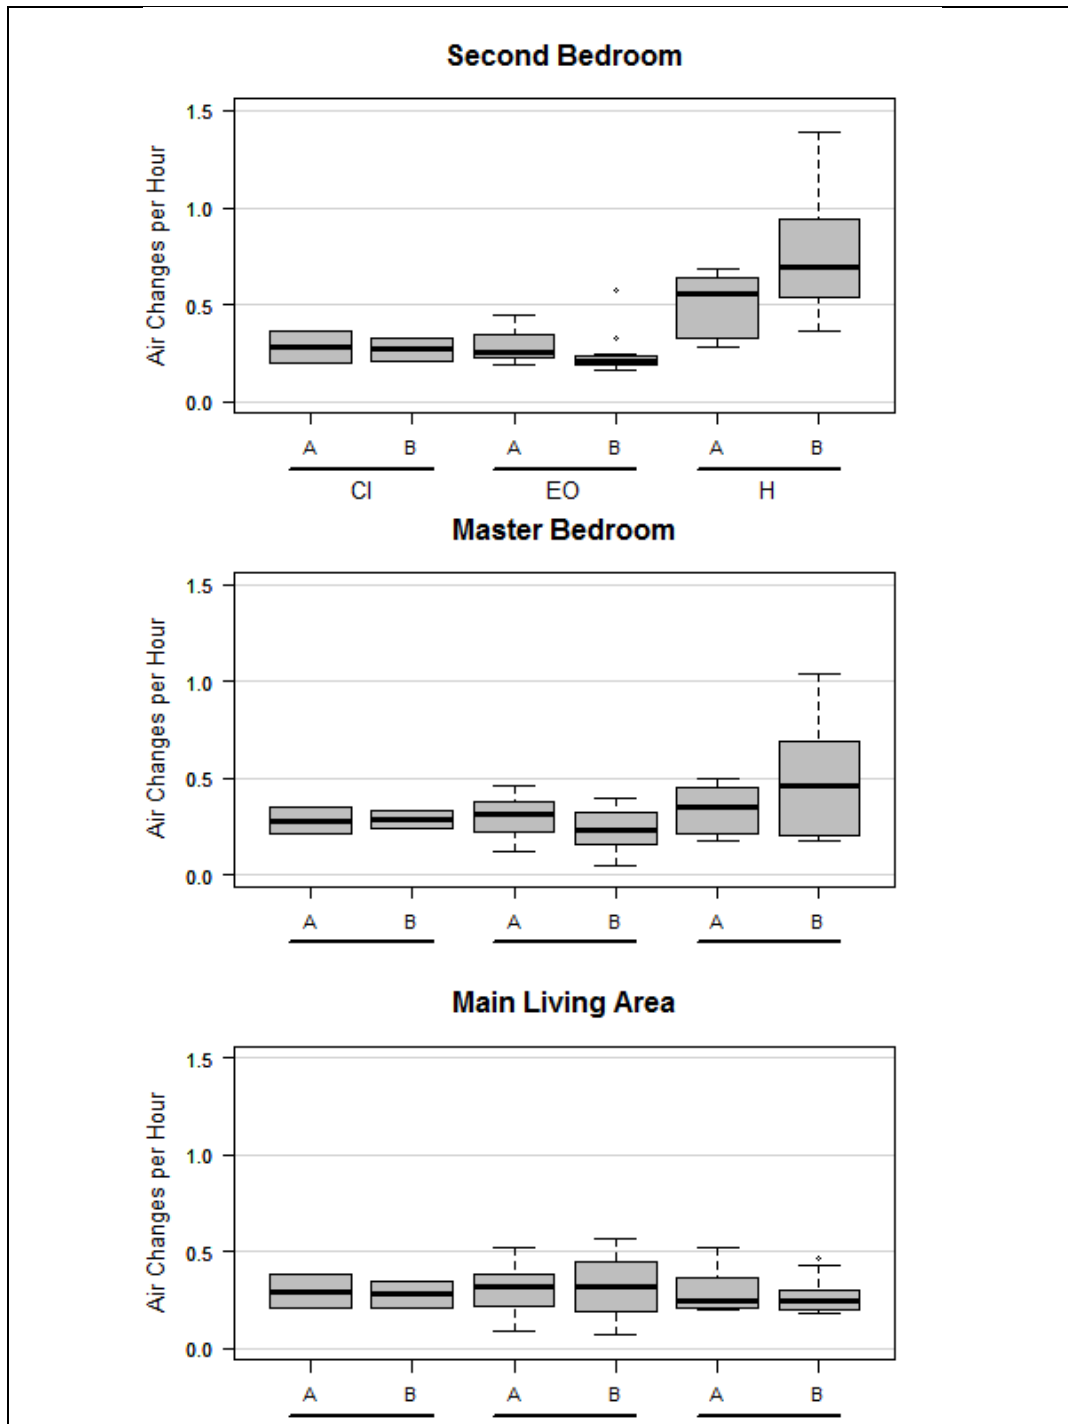 Second Bedroom
Air Changes per Hour
1.5
1.0
0.5
0.0
A B A B A B
CI EO H
Master Bedroom
Air Changes per Hour
1.5
1.0
0.5
0.0
A B A B A B
Main Living Area
Air Changes per Hour
1.5
1.0
0.5
0.0
A B A B A B